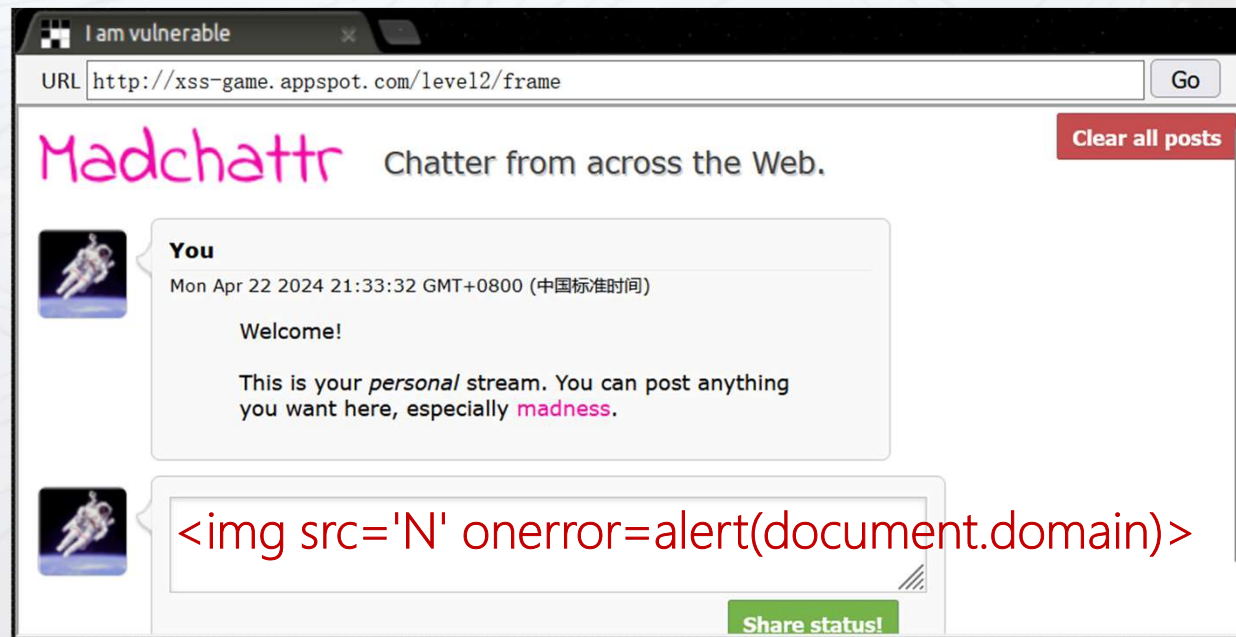 I am vulnerable
URL http://xss-game.appspot.com/level2/frame Go
Madchattr Chatter from across the Web. Clear all posts
You
Mon Apr 22 2024 21:33:32 GMT+0800 (中国标准时间)
Welcome!
This is your personal stream. You can post anything
you want here, especially madness.
<img src='N' onerror=alert(document.domain)>
Share status!